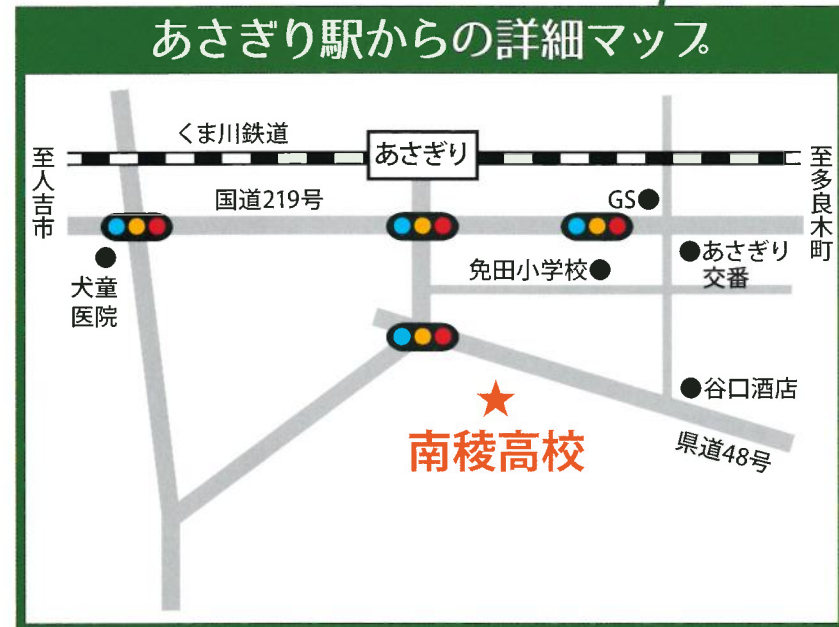 あさぎり駅からの詳細マップ
くま川鉄道
あさぎり
至人吉市
至多良木町
国道219号
GS
犬童
医院
免田小学校
あさぎり
交番
谷口酒店
南稜高校
県道48号